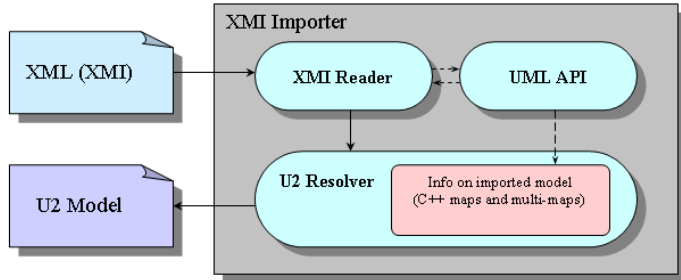 XMI Importer
XML (XMI)
XMI Reader
UML API
U2 Model
U2 Resolver
Info on imported model
(C++ maps and multi-maps)